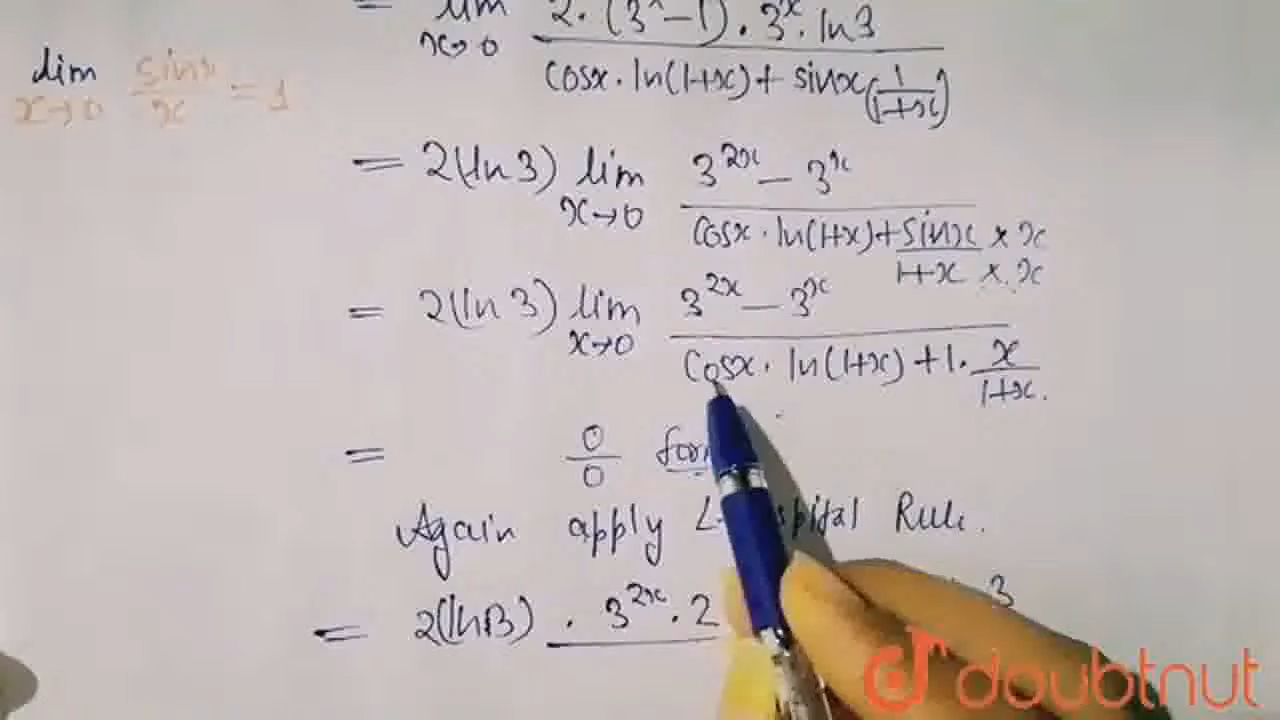 = lim 2·(3^x-1)·3^x·ln3
x→0 cosx·ln(1+x)+sinx(1/1+x)
lim sinx/x = 1
x→0
= 2(ln3) lim 3^2x - 3^x
x→0 cosx·ln(1+x)+sinx × x
1+x × x
= 2(ln3) lim 3^2x - 3^x
x→0 cosx·ln(1+x)+1·x/1+x.
= 0/0
Again apply Rule.
= 2(ln3) · 3^2x · 2 3
doubtnut